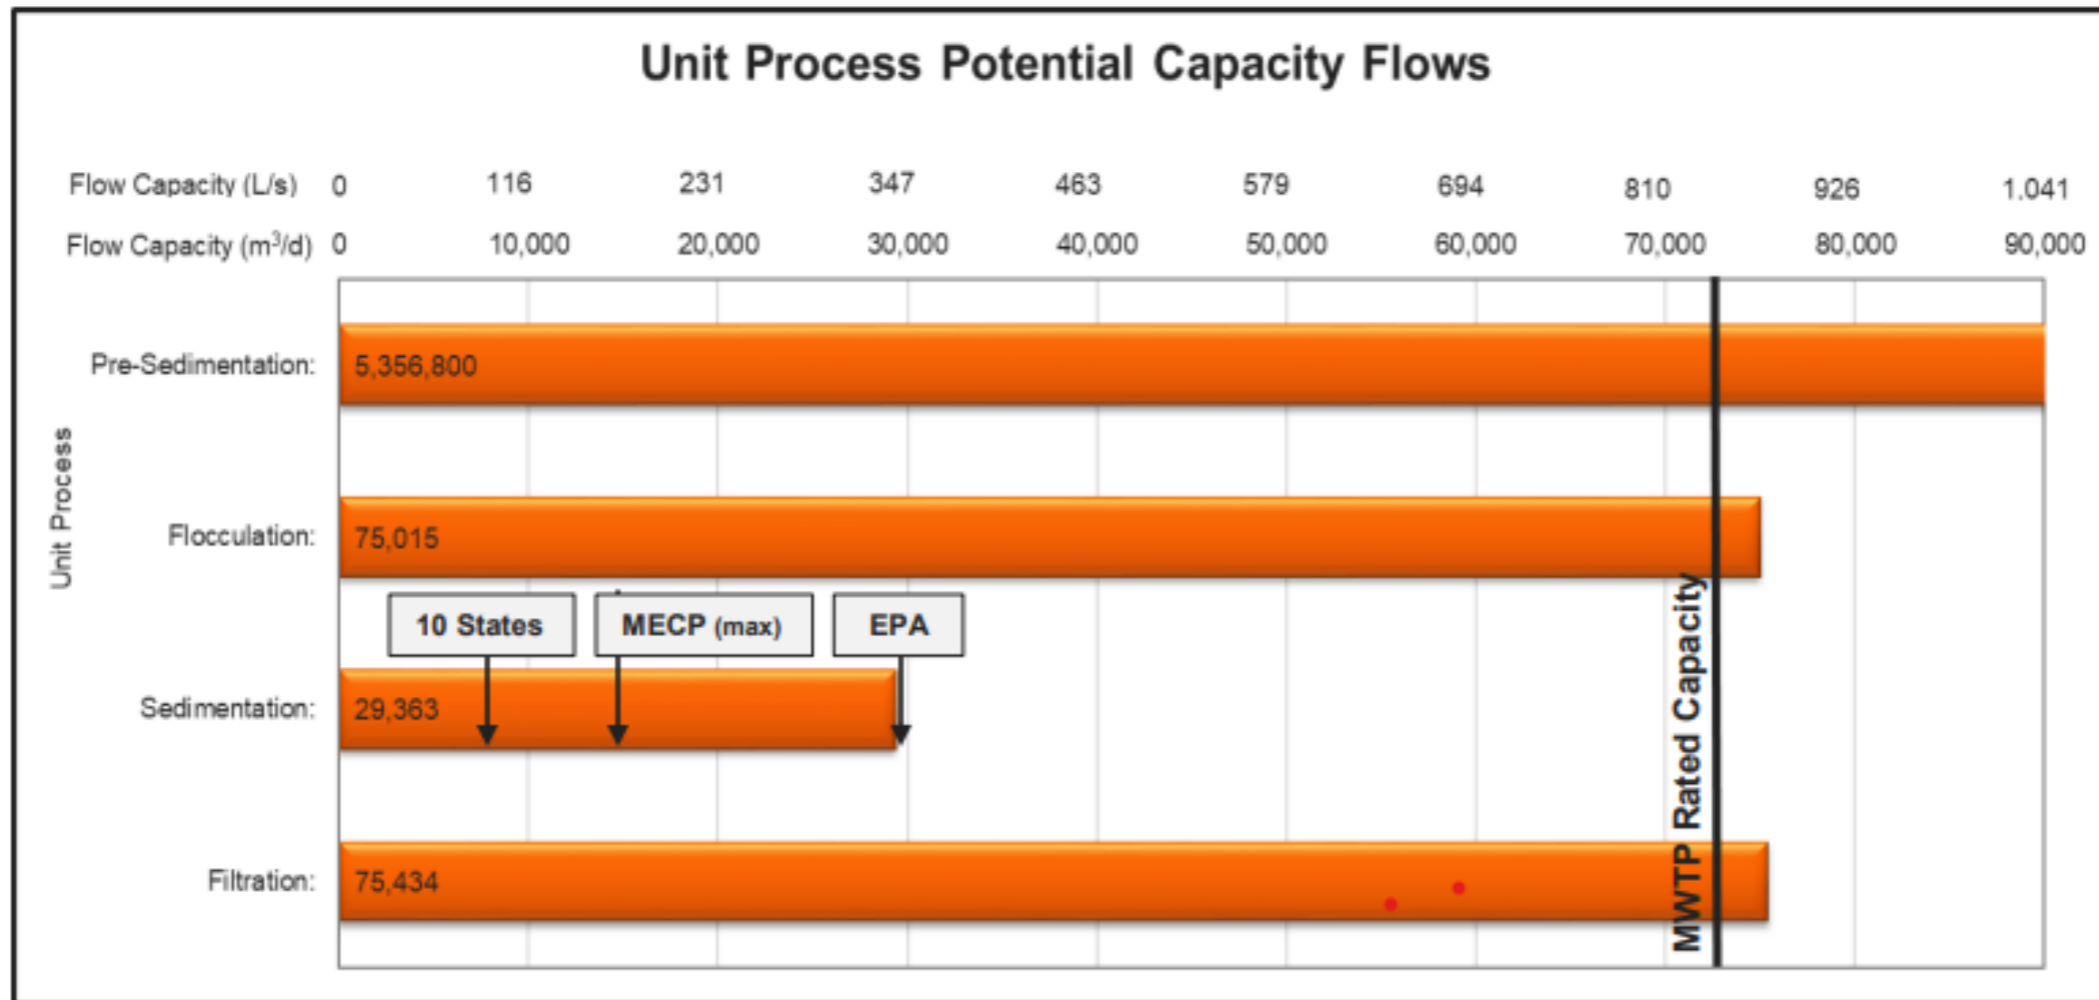 Unit Process Potential Capacity Flows
Flow Capacity (L/s) 0 116 231 347 463 579 694 810 926 1.041
Flow Capacity (m³/d) 0 10,000 20,000 30,000 40,000 50,000 60,000 70,000 80,000 90,000
Unit Process
Pre-Sedimentation: 5,356,800
Flocculation: 75,015
10 States MECP (max) EPA
Sedimentation: 29,363
Filtration: 75,434
MWTP Rated Capacity